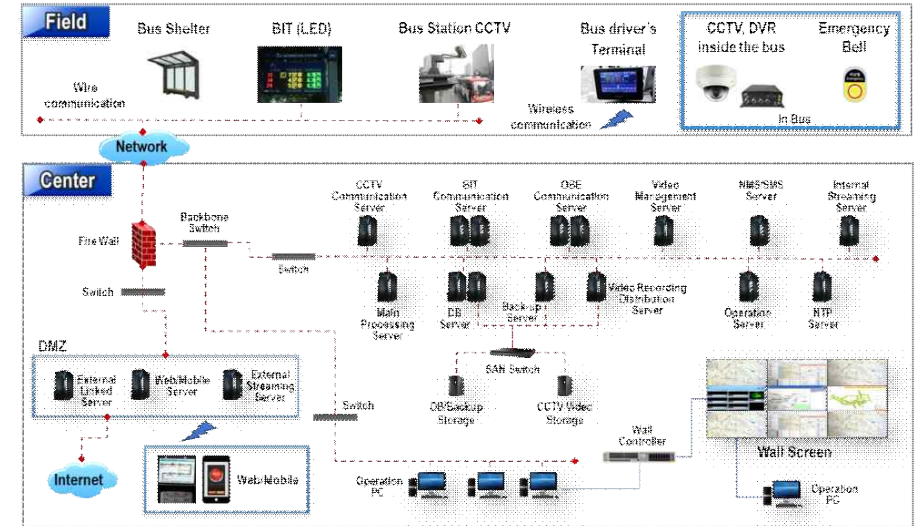 Field
Bus Shelter
BIT (LED)
Bus Station CCTV
Bus driver's
Terminal
CCTV, DVR
inside the bus
Emergency
Bell
Wire
communication
Wireless
communication
In Bus
Network
Center
CCTV
Communication
Server
BIT
Communication
Server
OBE
Communication
Server
Video
Management
Server
NMS/SMS
Server
Internal
Streaming
Server
Backbone
Switch
Fire Wall
Switch
Switch
Main
Processing
Server
DB
Server
Back-up
Server
Video Recording
Distribution
Server
Operation
Server
NTP
Server
DMZ
External
Linked
Server
Web/Mobile
Server
External
Streaming
Server
SAN Switch
DB/Backup
Storage
CCTV Video
Storage
Switch
Wall
Controller
Wall Screen
Internet
Web/Mobile
Operation
PC
Operation
PC